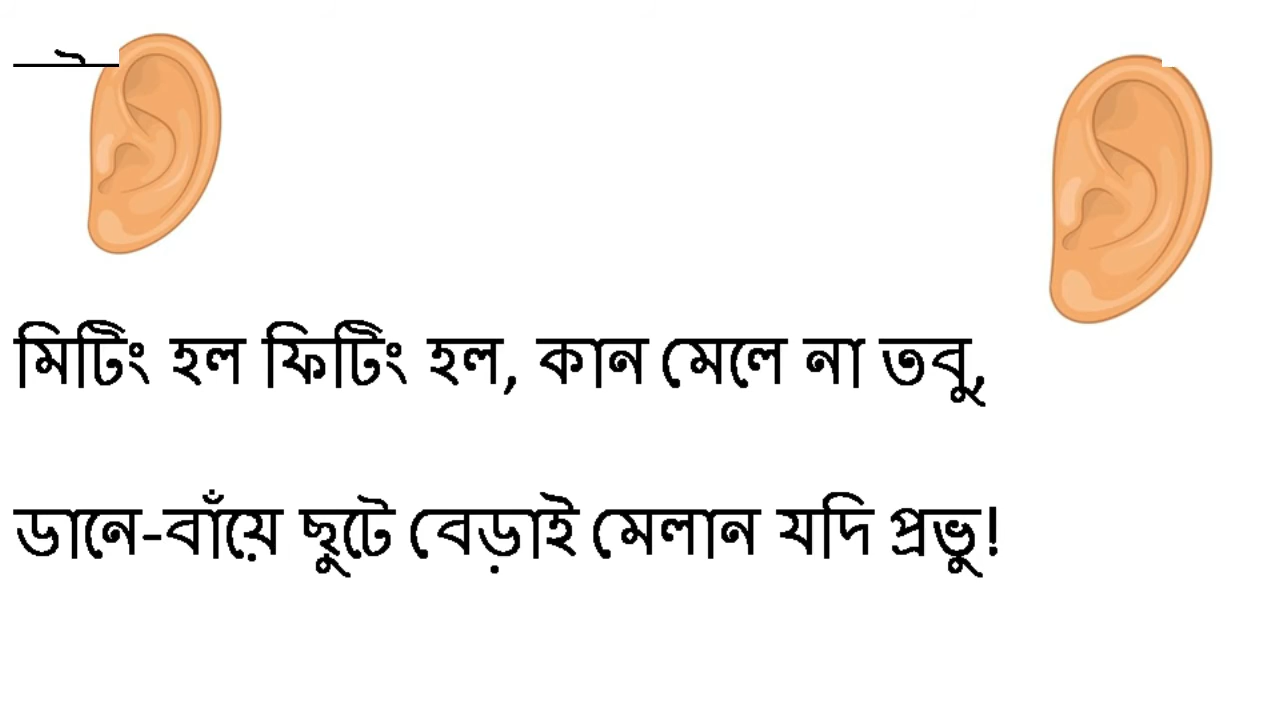 মিটিং হল ফিটিং হল, কান মেলে না তবু,
ডানে-বাঁয়ে ছুটে বেড়াই মেলান যদি প্রভু!